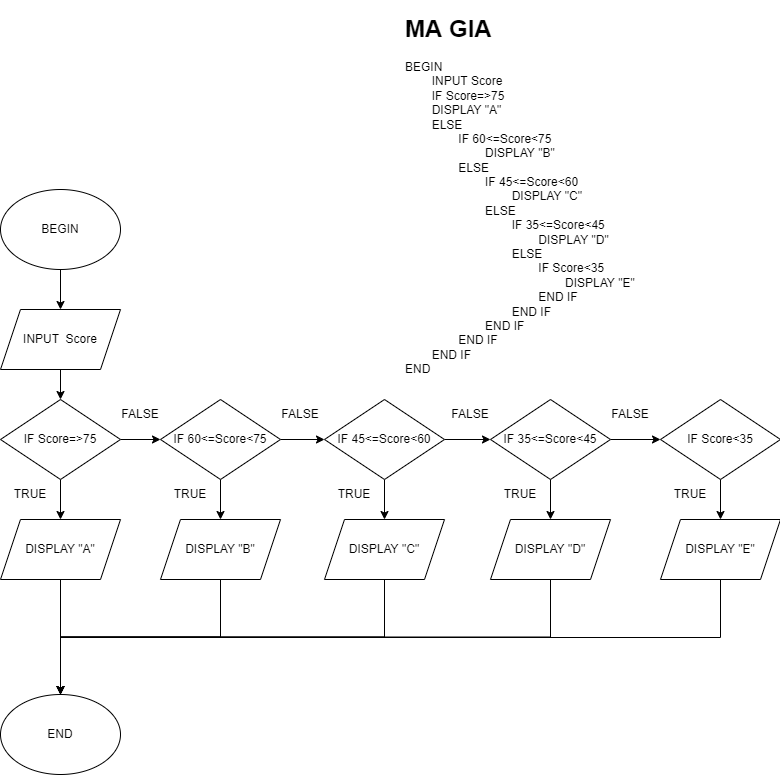 MA GIA
BEGIN
INPUT Score
IF Score=>75
DISPLAY "A"
ELSE
IF 60<=Score<75
DISPLAY "B"
ELSE
IF 45<=Score<60
DISPLAY "C"
ELSE
IF 35<=Score<45
DISPLAY "D"
ELSE
IF Score<35
DISPLAY "E"
END IF
END IF
END IF
END IF
END IF
END
BEGIN
INPUT Score
IF Score=>75
FALSE
IF 60<=Score<75
FALSE
IF 45<=Score<60
FALSE
IF 35<=Score<45
FALSE
IF Score<35
TRUE
TRUE
TRUE
TRUE
TRUE
DISPLAY "A"
DISPLAY "B"
DISPLAY "C"
DISPLAY "D"
DISPLAY "E"
END